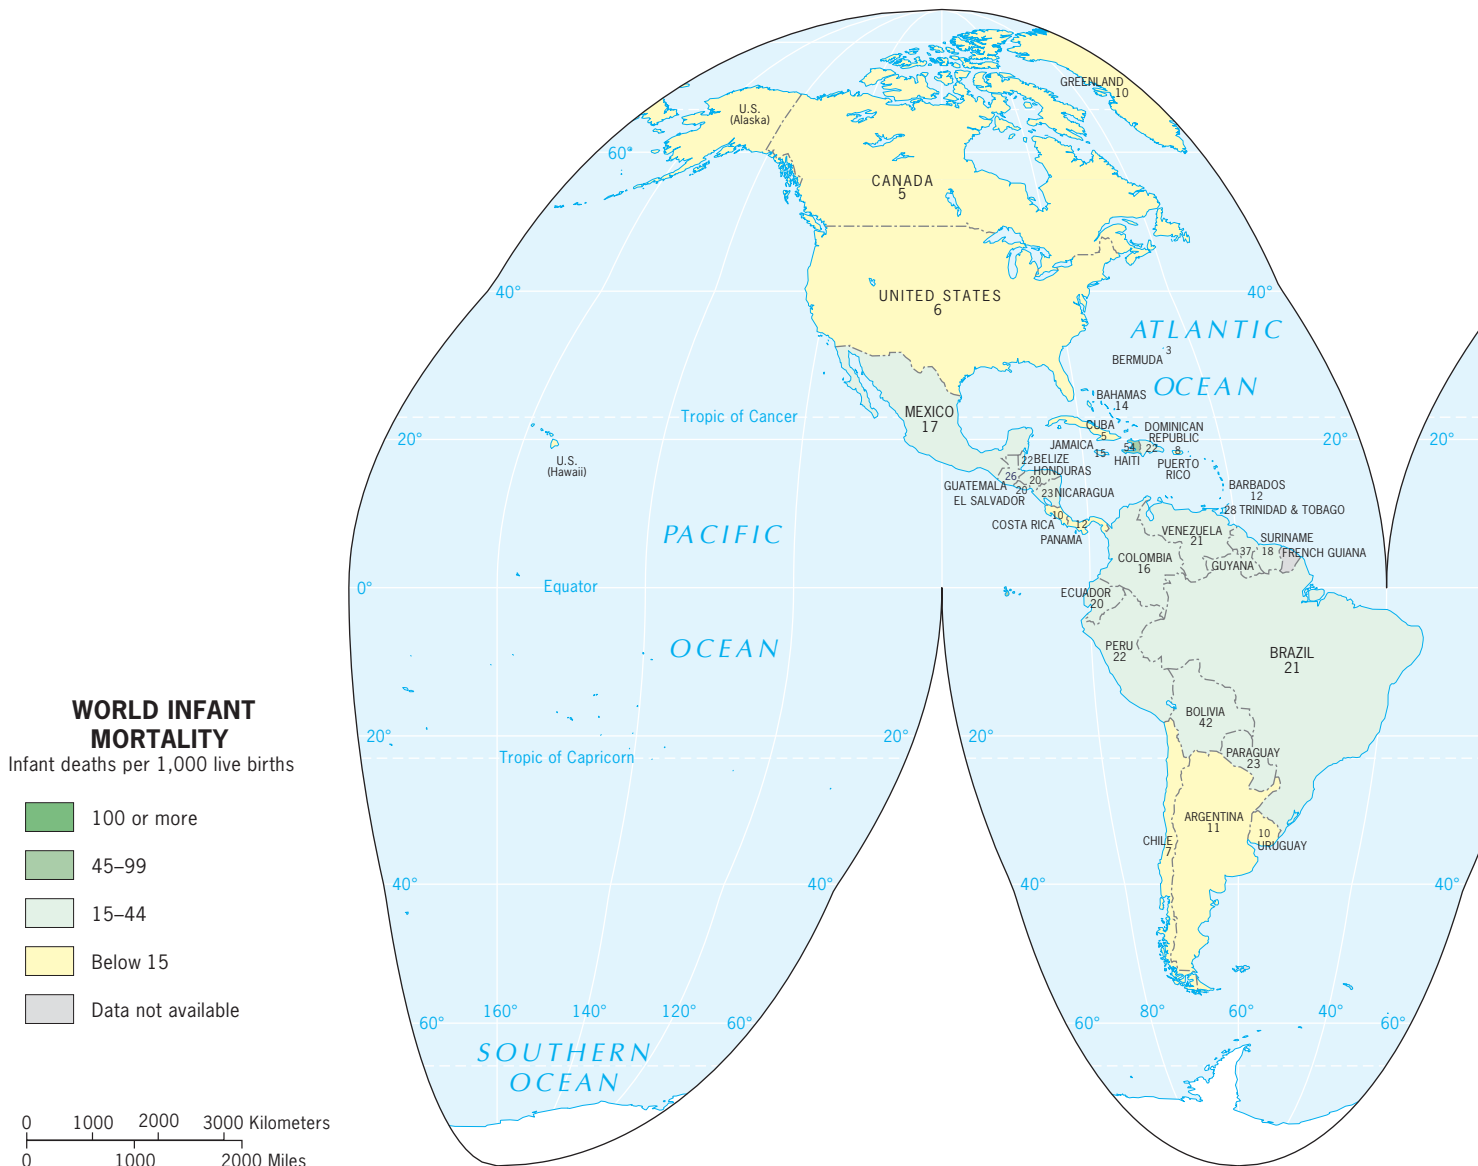 GREENLAND
10
U.S.
(Alaska)
60°
CANADA
5
40°
UNITED STATES
6
40°
ATLANTIC
OCEAN
3
BERMUDA
BAHAMAS
14
Tropic of Cancer
MEXICO
17
CUBA
5
DOMINICAN
REPUBLIC
22
JAMAICA
15
54
HAITI
8
PUERTO
RICO
20°
20°
20°
U.S.
(Hawaii)
22 BELIZE
HONDURAS
20
26
GUATEMALA
20
EL SALVADOR
23 NICARAGUA
BARBADOS
12
28 TRINIDAD & TOBAGO
10
COSTA RICA
12
PANAMA
PACIFIC
OCEAN
VENEZUELA
21
SURINAME
18
37
GUYANA
FRENCH GUIANA
COLOMBIA
16
0°
Equator
ECUADOR
20
PERU
22
BRAZIL
21
BOLIVIA
42
20°
20°
20°
Tropic of Capricorn
PARAGUAY
23
ARGENTINA
11
CHILE
7
10
URUGUAY
40°
40°
40°
40°
60°
160°
140°
120°
60°
60°
80°
60°
40°
60°
SOUTHERN
OCEAN
WORLD INFANT
MORTALITY
Infant deaths per 1,000 live births
100 or more
45–99
15–44
Below 15
Data not available
0 1000 2000 3000 Kilometers
0 1000 2000 Miles